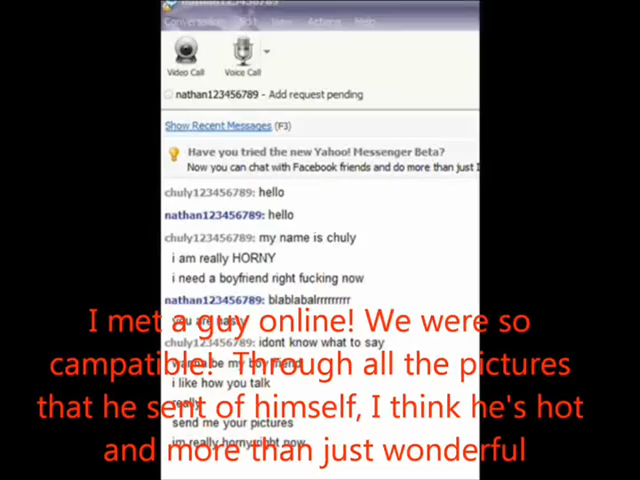 nathan123456789
Conversation Edit View Actions Help
Video Call Voice Call
nathan123456789 - Add request pending
Show Recent Messages (F3)
Have you tried the new Yahoo! Messenger Beta?
Now you can chat with Facebook friends and do more than just I
chuly123456789: hello
nathan123456789: hello
chuly123456789: my name is chuly
i am really HORNY
i need a boyfriend right fucking now
nathan123456789: blablabalrrrrrrrr
you are nasty
chuly123456789: idont know what to say
wanna be my boyfriend
i like how you talk
really
send me your pictures
im really horny right now
I met a guy online! We were so
campatible! Through all the pictures
that he sent of himself, I think he's hot
and more than just wonderful